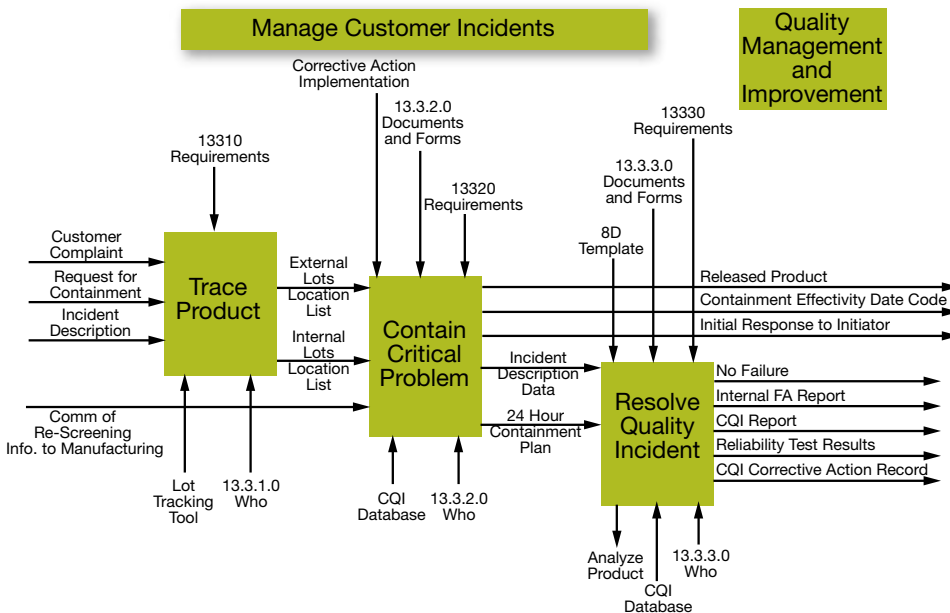 Manage Customer Incidents
Quality
Management
and
Improvement
Corrective Action
Implementation
13.3.2.0
Documents
and Forms
13330
Requirements
13310
Requirements
13320
Requirements
13.3.3.0
Documents
and Forms
8D
Template
Customer
Complaint
Request for
Containment
Incident
Description
Trace
Product
External
Lots
Location
List
Internal
Lots
Location
List
Comm of
Re-Screening
Info. to Manufacturing
Lot
Tracking
Tool
13.3.1.0
Who
Contain
Critical
Problem
CQI
Database
13.3.2.0
Who
Released Product
Containment Effectivity Date Code
Initial Response to Initiator
Incident
Description
Data
24 Hour
Containment
Plan
Resolve
Quality
Incident
No Failure
Internal FA Report
CQI Report
Reliability Test Results
CQI Corrective Action Record
Analyze
Product
CQI
Database
13.3.3.0
Who